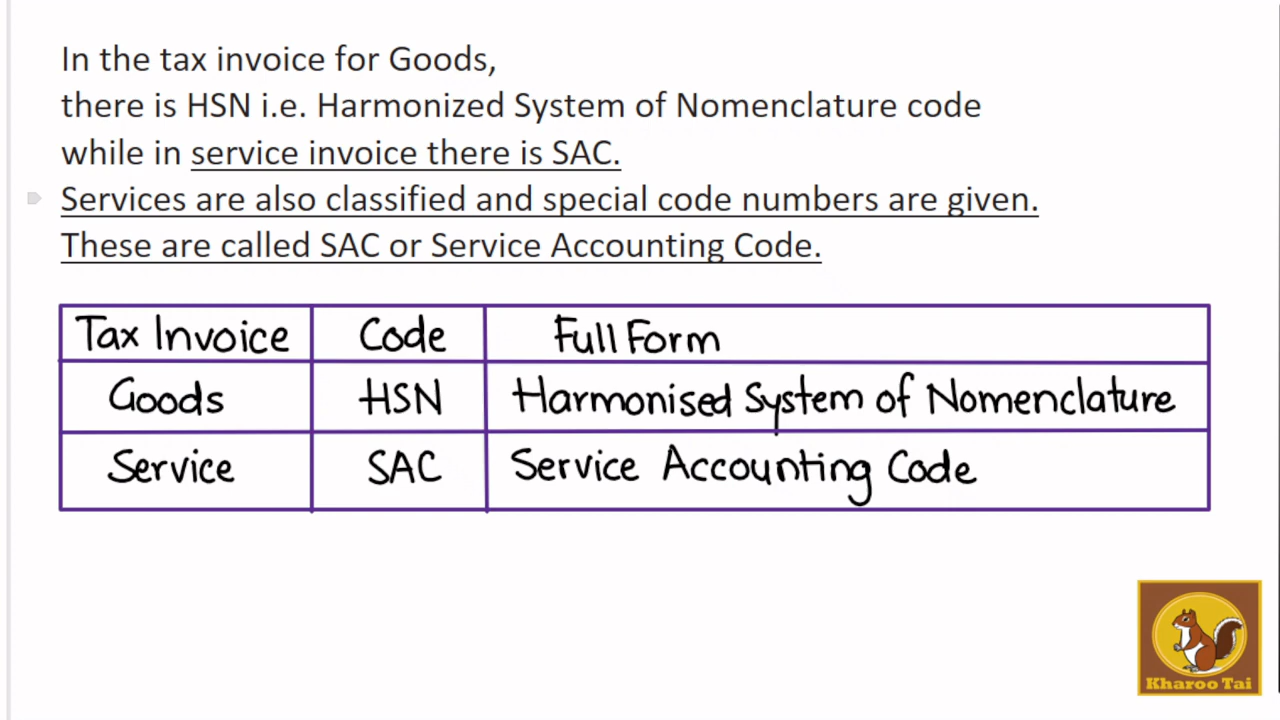 In the tax invoice for Goods,
there is HSN i.e. Harmonized System of Nomenclature code
while in service invoice there is SAC.
Services are also classified and special code numbers are given.
These are called SAC or Service Accounting Code.
Tax Invoice Code Full Form
Goods HSN Harmonised System of Nomenclature
Service SAC Service Accounting Code
Kharoo Tai